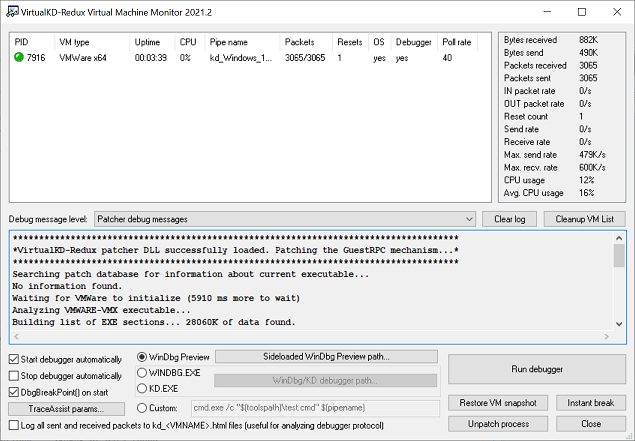 VirtualKD-Redux Virtual Machine Monitor 2021.2
PID VM type Uptime CPU Pipe name Packets Resets OS Debugger Poll rate
7916 VMWare x64 00:03:39 0% kd_Windows_1... 3065/3065 1 yes yes 40
Bytes received 882K
Bytes send 490K
Packets received 3065
Packets sent 3065
IN packet rate 0/s
OUT packet rate 0/s
Reset count 1
Send rate 0/s
Receive rate 0/s
Max. send rate 479K/s
Max. recv. rate 600K/s
CPU usage 12%
Avg. CPU usage 16%
Debug message level: Patcher debug messages Clear log Cleanup VM List
***************************************************************************
*VirtualKD-Redux patcher DLL successfully loaded. Patching the GuestRPC mechanism...*
***************************************************************************
Searching patch database for information about current executable...
No information found.
Waiting for VMWare to initialize (5910 ms more to wait)
Analyzing VMWARE-VMX executable...
Building list of EXE sections... 28060K of data found.
Start debugger automatically
Stop debugger automatically
DbgBreakPoint() on start
TraceAssist params...
WinDbg Preview Sideloaded WinDbg Preview path...
WINDBG.EXE
KD.EXE
WinDbg/KD debugger path...
Custom: cmd.exe /c "$(toolspath)\test.cmd" $(pipename)
Log all sent and received packets to kd_<VMNAME>.html files (useful for analyzing debugger protocol)
Run debugger
Restore VM snapshot Instant break
Unpatch process Close